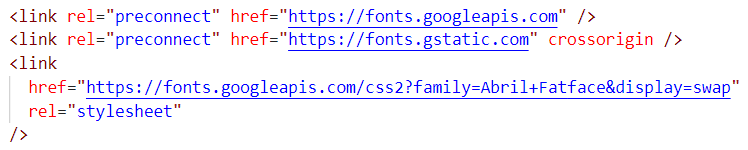 <link rel="preconnect" href="https://fonts.googleapis.com" />
<link rel="preconnect" href="https://fonts.gstatic.com" crossorigin />
<link
href="https://fonts.googleapis.com/css2?family=Abril+Fatface&display=swap"
rel="stylesheet"
/>